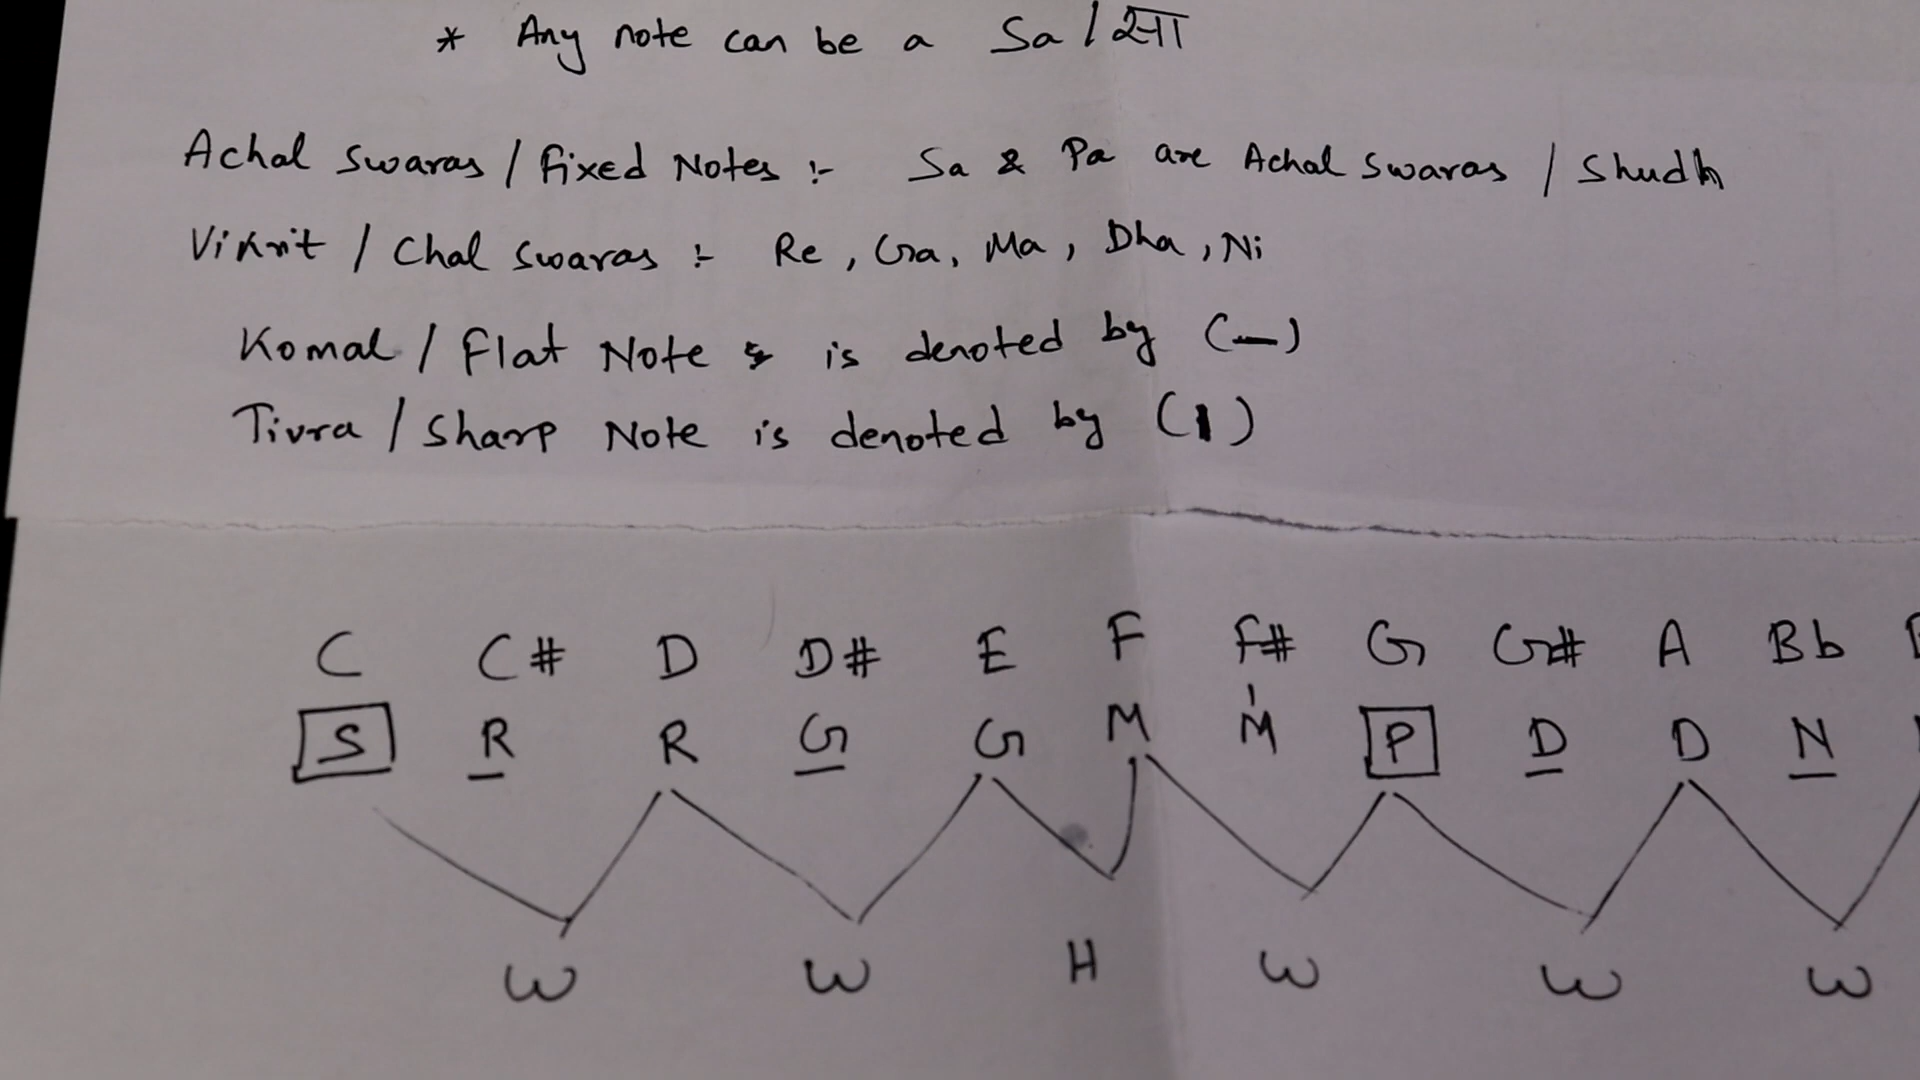 * Any note can be a Sa / सा
Achal Swaras / Fixed Notes :- Sa & Pa are Achal Swaras / Shudh
Vikrit / Chal Swaras :- Re, Ga, Ma, Dha, Ni
Komal / Flat Note is denoted by (—)
Tivra / Sharp Note is denoted by (|)
C C# D D# E F F# G G# A Bb
S R R G G M M P D D N
W W H W W W